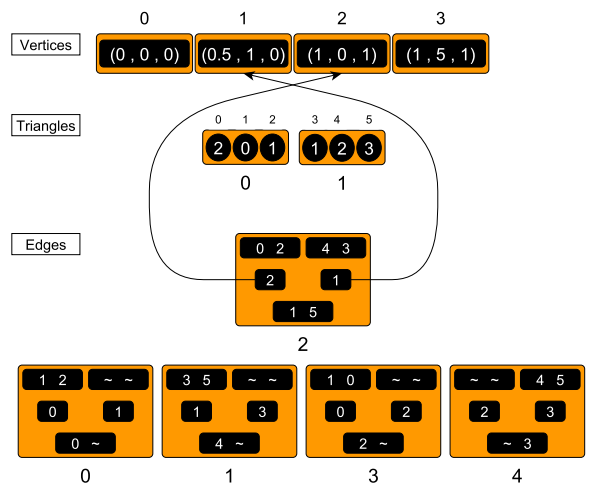 0 1 2 3
Vertices (0 , 0 , 0) (0.5 , 1 , 0) (1 , 0 , 1) (1 , 5 , 1)
0 1 2 3 4 5
Triangles 2 0 1 1 2 3
0 1
Edges 0 2 4 3
2 1
1 5
2
1 2 ~ ~ 3 5 ~ ~ 1 0 ~ ~ ~ ~ 4 5
0 1 1 3 0 2 2 3
0 ~ 4 ~ 2 ~ ~ 3
0 1 3 4